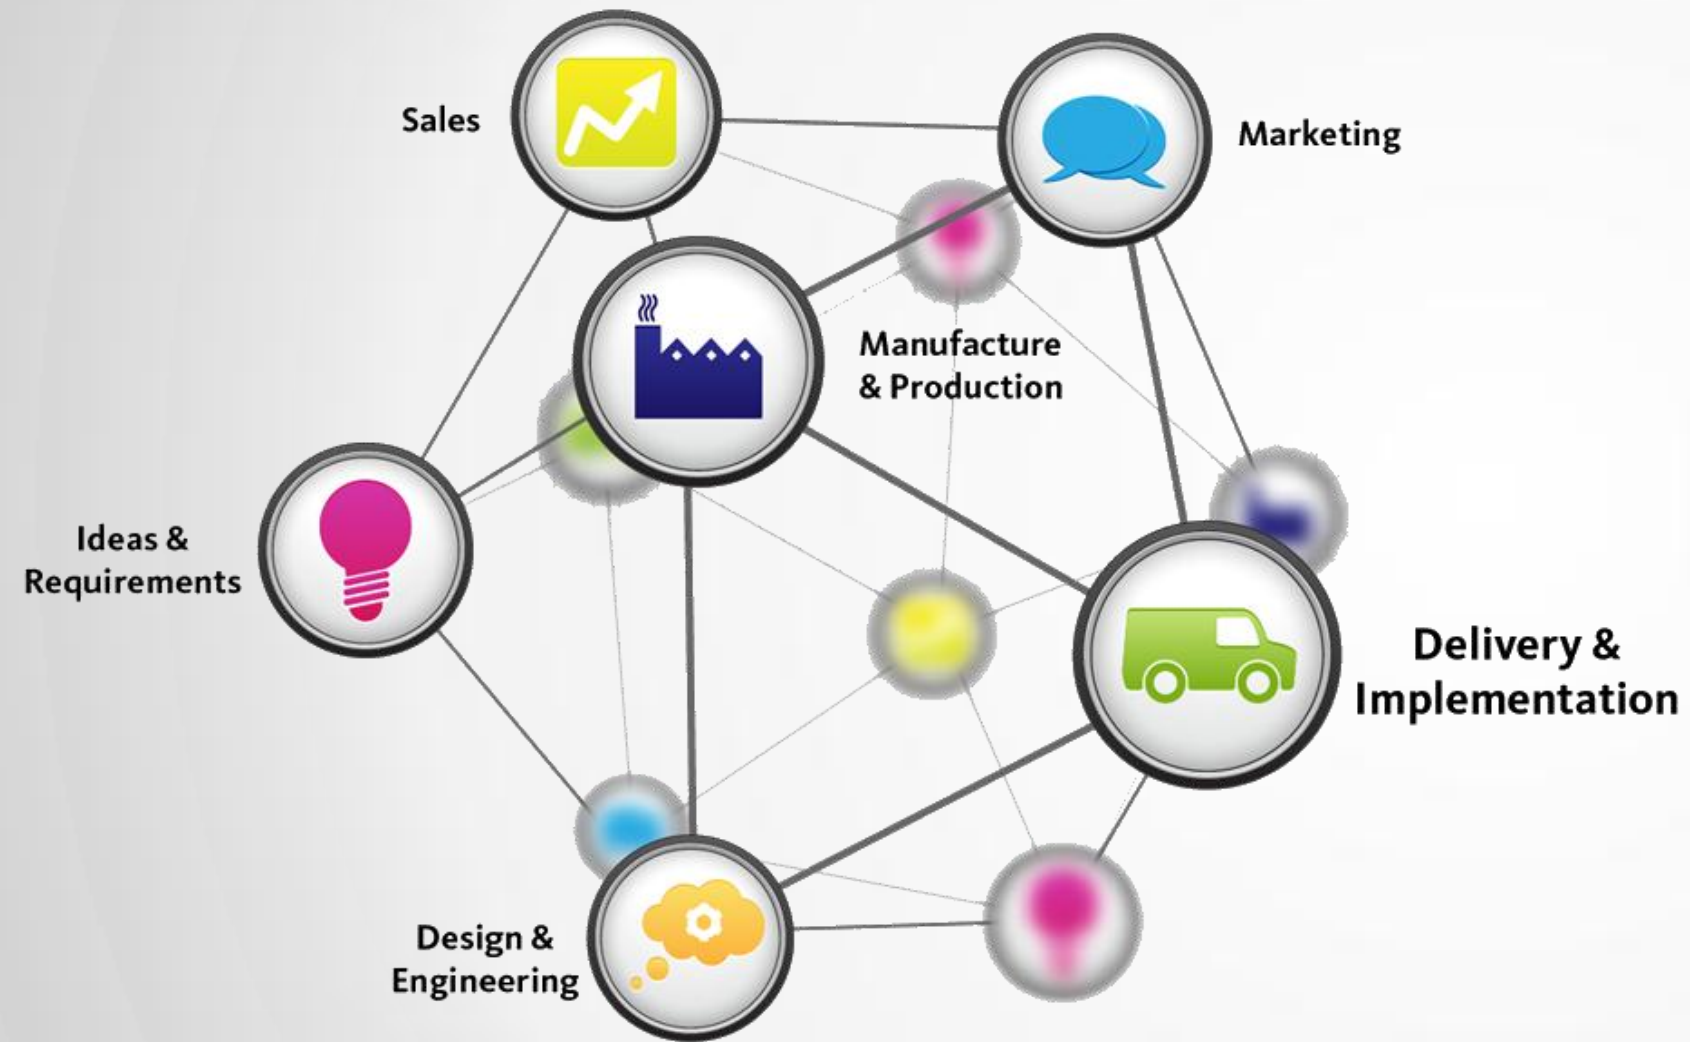 Sales
Marketing
Manufacture
& Production
Ideas &
Requirements
Delivery &
Implementation
Design &
Engineering